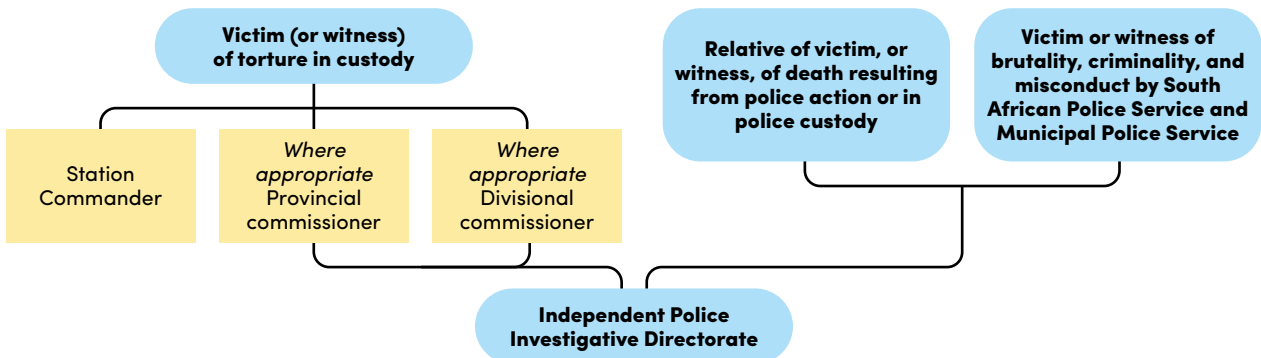 Victim (or witness)
of torture in custody
Relative of victim, or
witness, of death resulting
from police action or in
police custody
Victim or witness of
brutality, criminality, and
misconduct by South
African Police Service and
Municipal Police Service
Station
Commander
Where
appropriate
Provincial
commissioner
Where
appropriate
Divisional
commissioner
Independent Police
Investigative Directorate